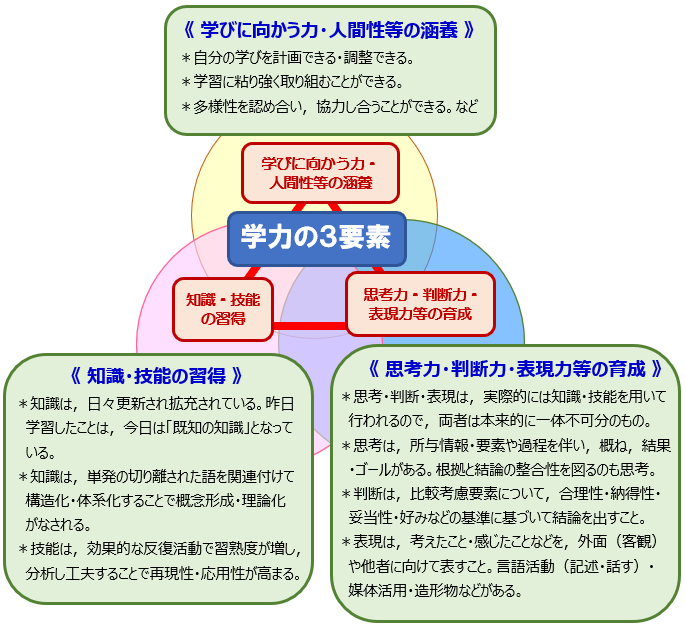 《 学びに向かう力・人間性等の涵養 》
＊自分の学びを計画できる・調整できる。
＊学習に粘り強く取り組むことができる。
＊多様性を認め合い，協力し合うことができる。など
学びに向かう力・
人間性等の涵養
学力の３要素
知識・技能
の習得
思考力・判断力・
表現力等の育成
《 知識・技能の習得 》
＊知識は，日々更新され拡充されている。昨日
学習したことは，今日は「既知の知識」となって
いる。
＊知識は，単発の切り離された語を関連付けて
構造化・体系化することで概念形成・理論化
がなされる。
＊技能は，効果的な反復活動で習熟度が増し，
分析し工夫することで再現性・応用性が高まる。
《 思考力・判断力・表現力等の育成 》
＊思考・判断・表現は，実際的には知識・技能を用いて
行われるので，両者は本来的に一体不可分のもの。
＊思考は，所与情報・要素や過程を伴い，概ね，結果
・ゴールがある。根拠と結論の整合性を図るのも思考。
＊判断は，比較考慮要素について，合理性・納得性・
妥当性・好みなどの基準に基づいて結論を出すこと。
＊表現は，考えたこと・感じたことなどを，外面（客観）
や他者に向けて表すこと。言語活動（記述・話す）・
媒体活用・造形物などがある。